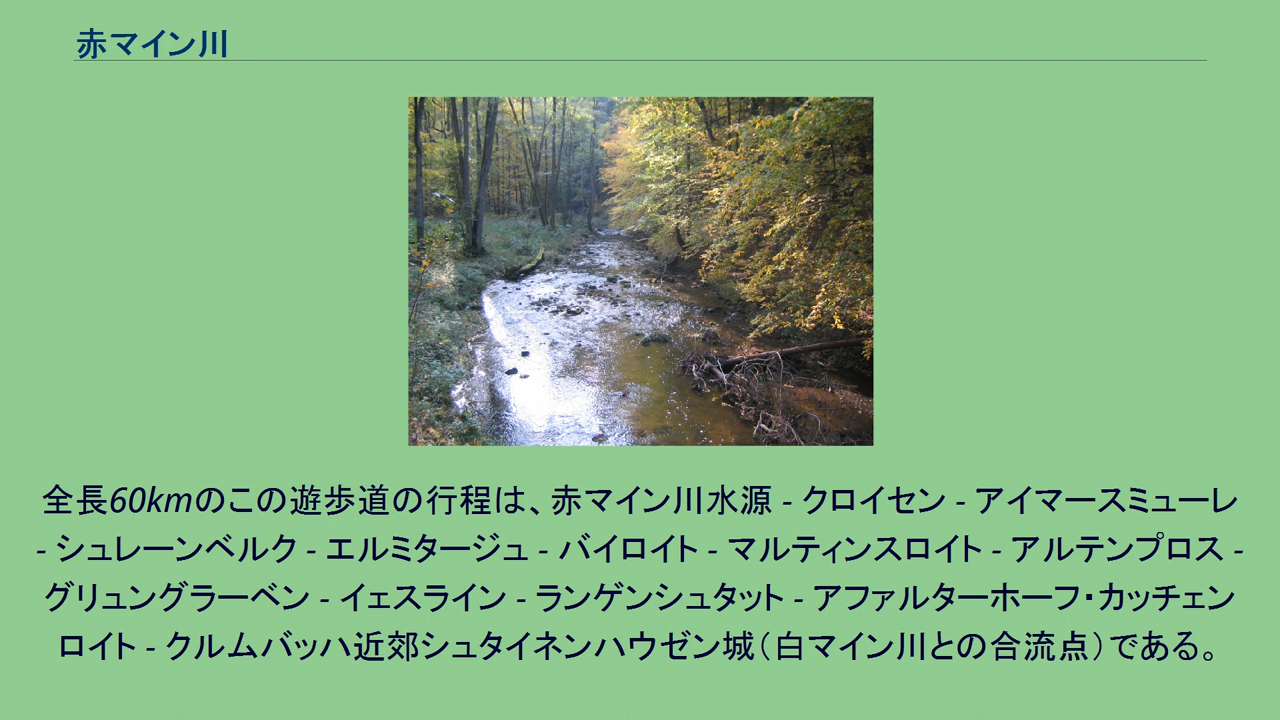 赤マイン川
全長60kmのこの遊歩道の行程は、赤マイン川水源 - クロイセン - アイマースミューレ
- シュレーンベルク - エルミタージュ - バイロイト - マルティンスロイト - アルテンプロス -
グリュングラーベン - イェスライン - ランゲンシュタット - アファルターホーフ・カッチェン
ロイト - クルムバッハ近郊シュタイネンハウゼン城（白マイン川との合流点）である。